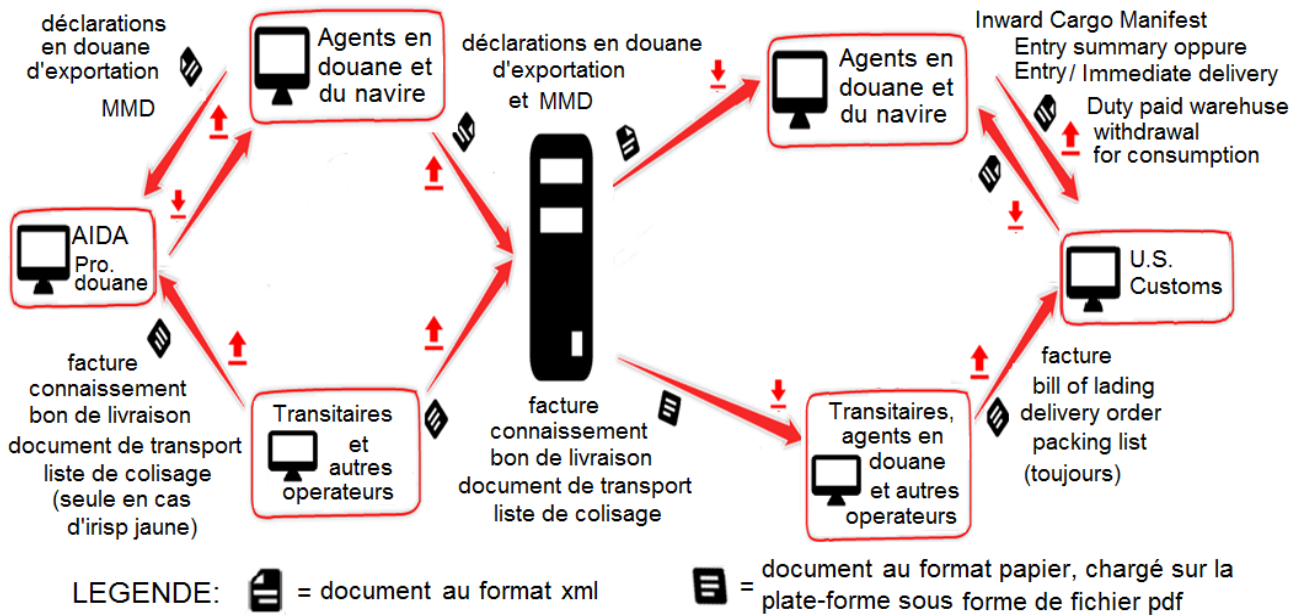 déclarations
en douane
d'exportation
MMD
Agents en
douane et
du navire
déclarations en douane
d'exportation
et MMD
Agents en
douane et
du navire
Inward Cargo Manifest
Entry summary oppure
Entry / Immediate delivery
Duty paid warehuse
withdrawal
for consumption
AIDA
Pro.
douane
U.S.
Customs
facture
connaissement
bon de livraison
document de transport
liste de colisage
(seule en cas
d'irisp jaune)
Transitaires
et
autres
operateurs
facture
connaissement
bon de livraison
document de transport
liste de colisage
Transitaires,
agents en
douane
et autres
operateurs
facture
bill of lading
delivery order
packing list
(toujours)
LEGENDE:
= document au format xml
= document au format papier, chargé sur la
plate-forme sous forme de fichier pdf